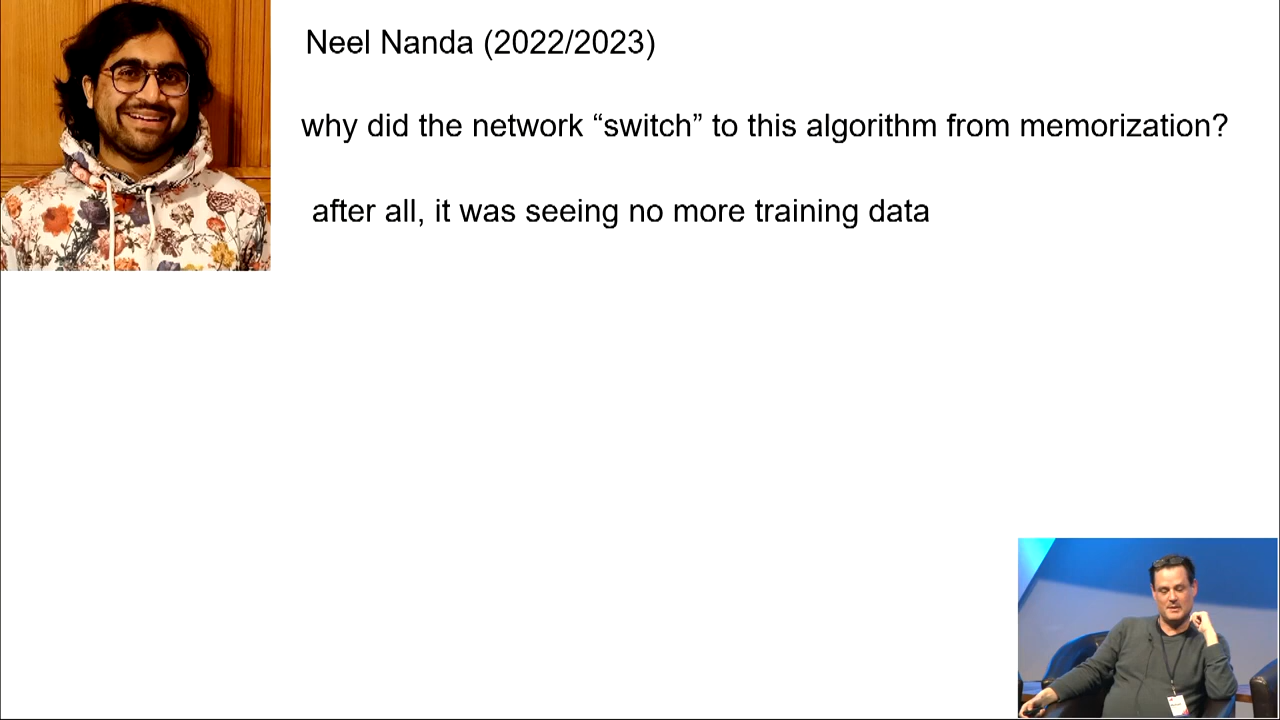 Neel Nanda (2022/2023)
why did the network “switch” to this algorithm from memorization?
after all, it was seeing no more training data